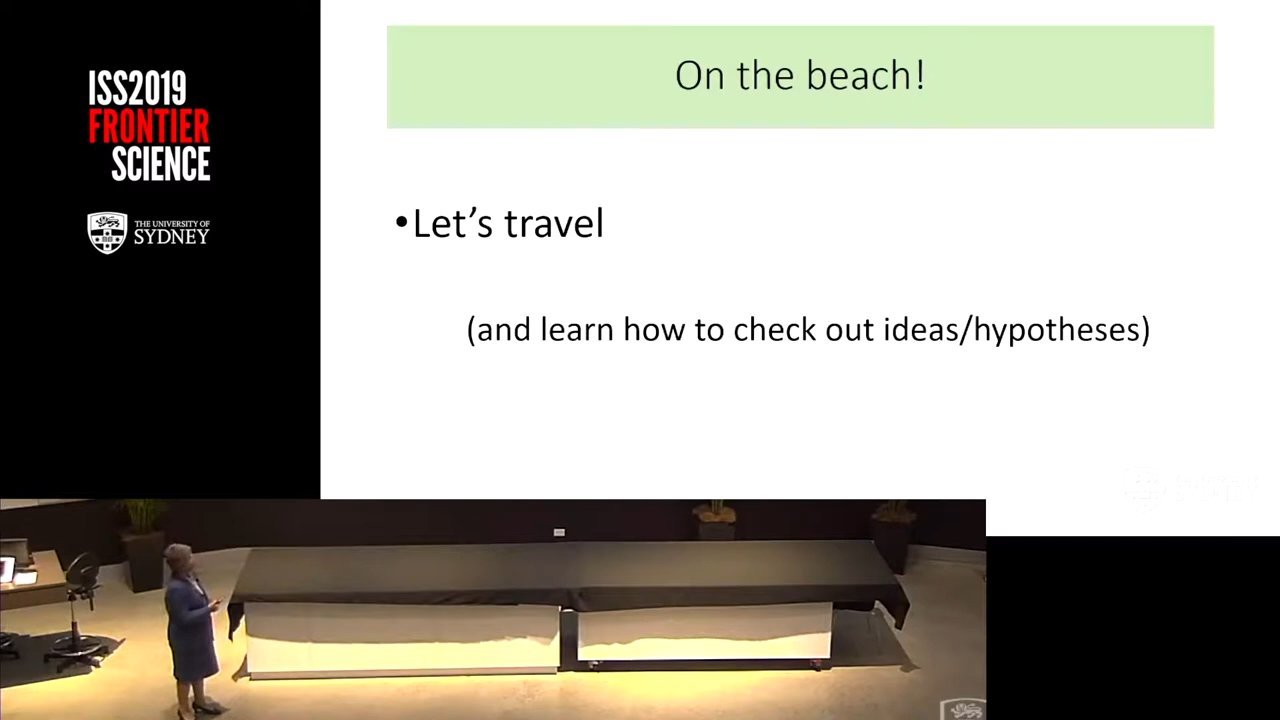 ISS2019
FRONTIER
SCIENCE
THE UNIVERSITY OF
SYDNEY
On the beach!
•Let's travel
(and learn how to check out ideas/hypotheses)